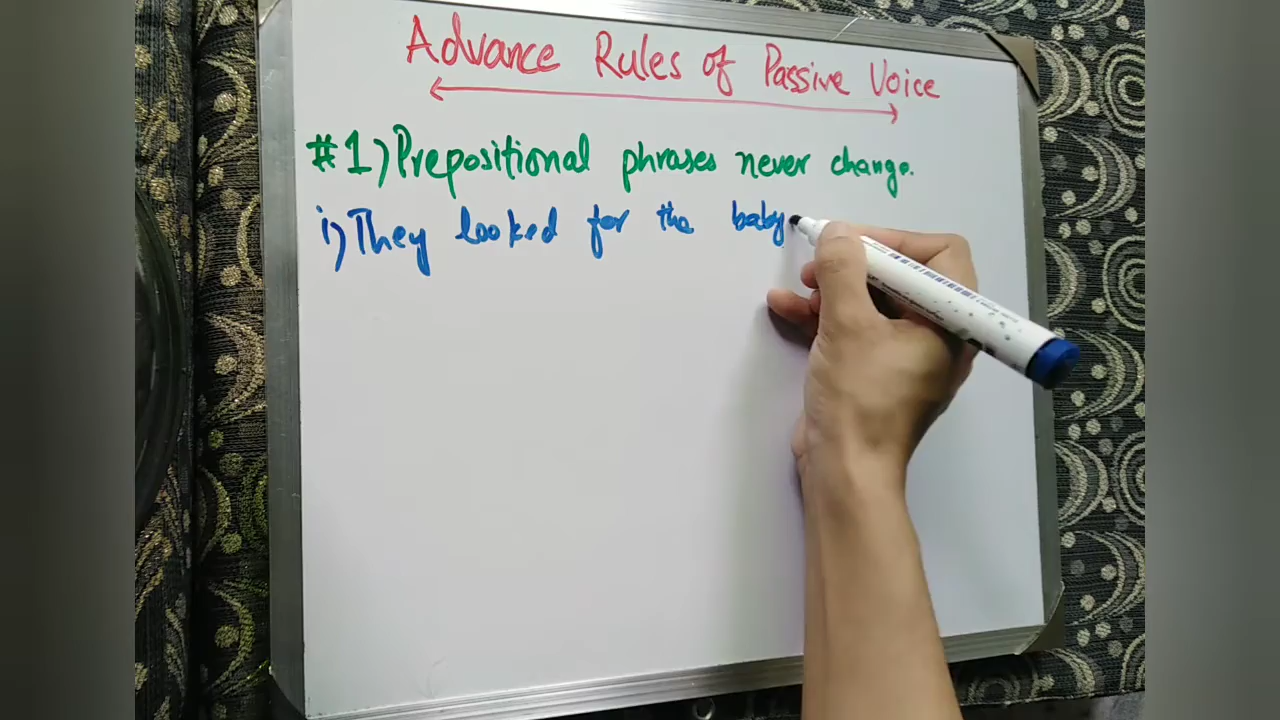 Advance Rules of Passive Voice
#1) Prepositional phrases never change.
i) They looked for the baby